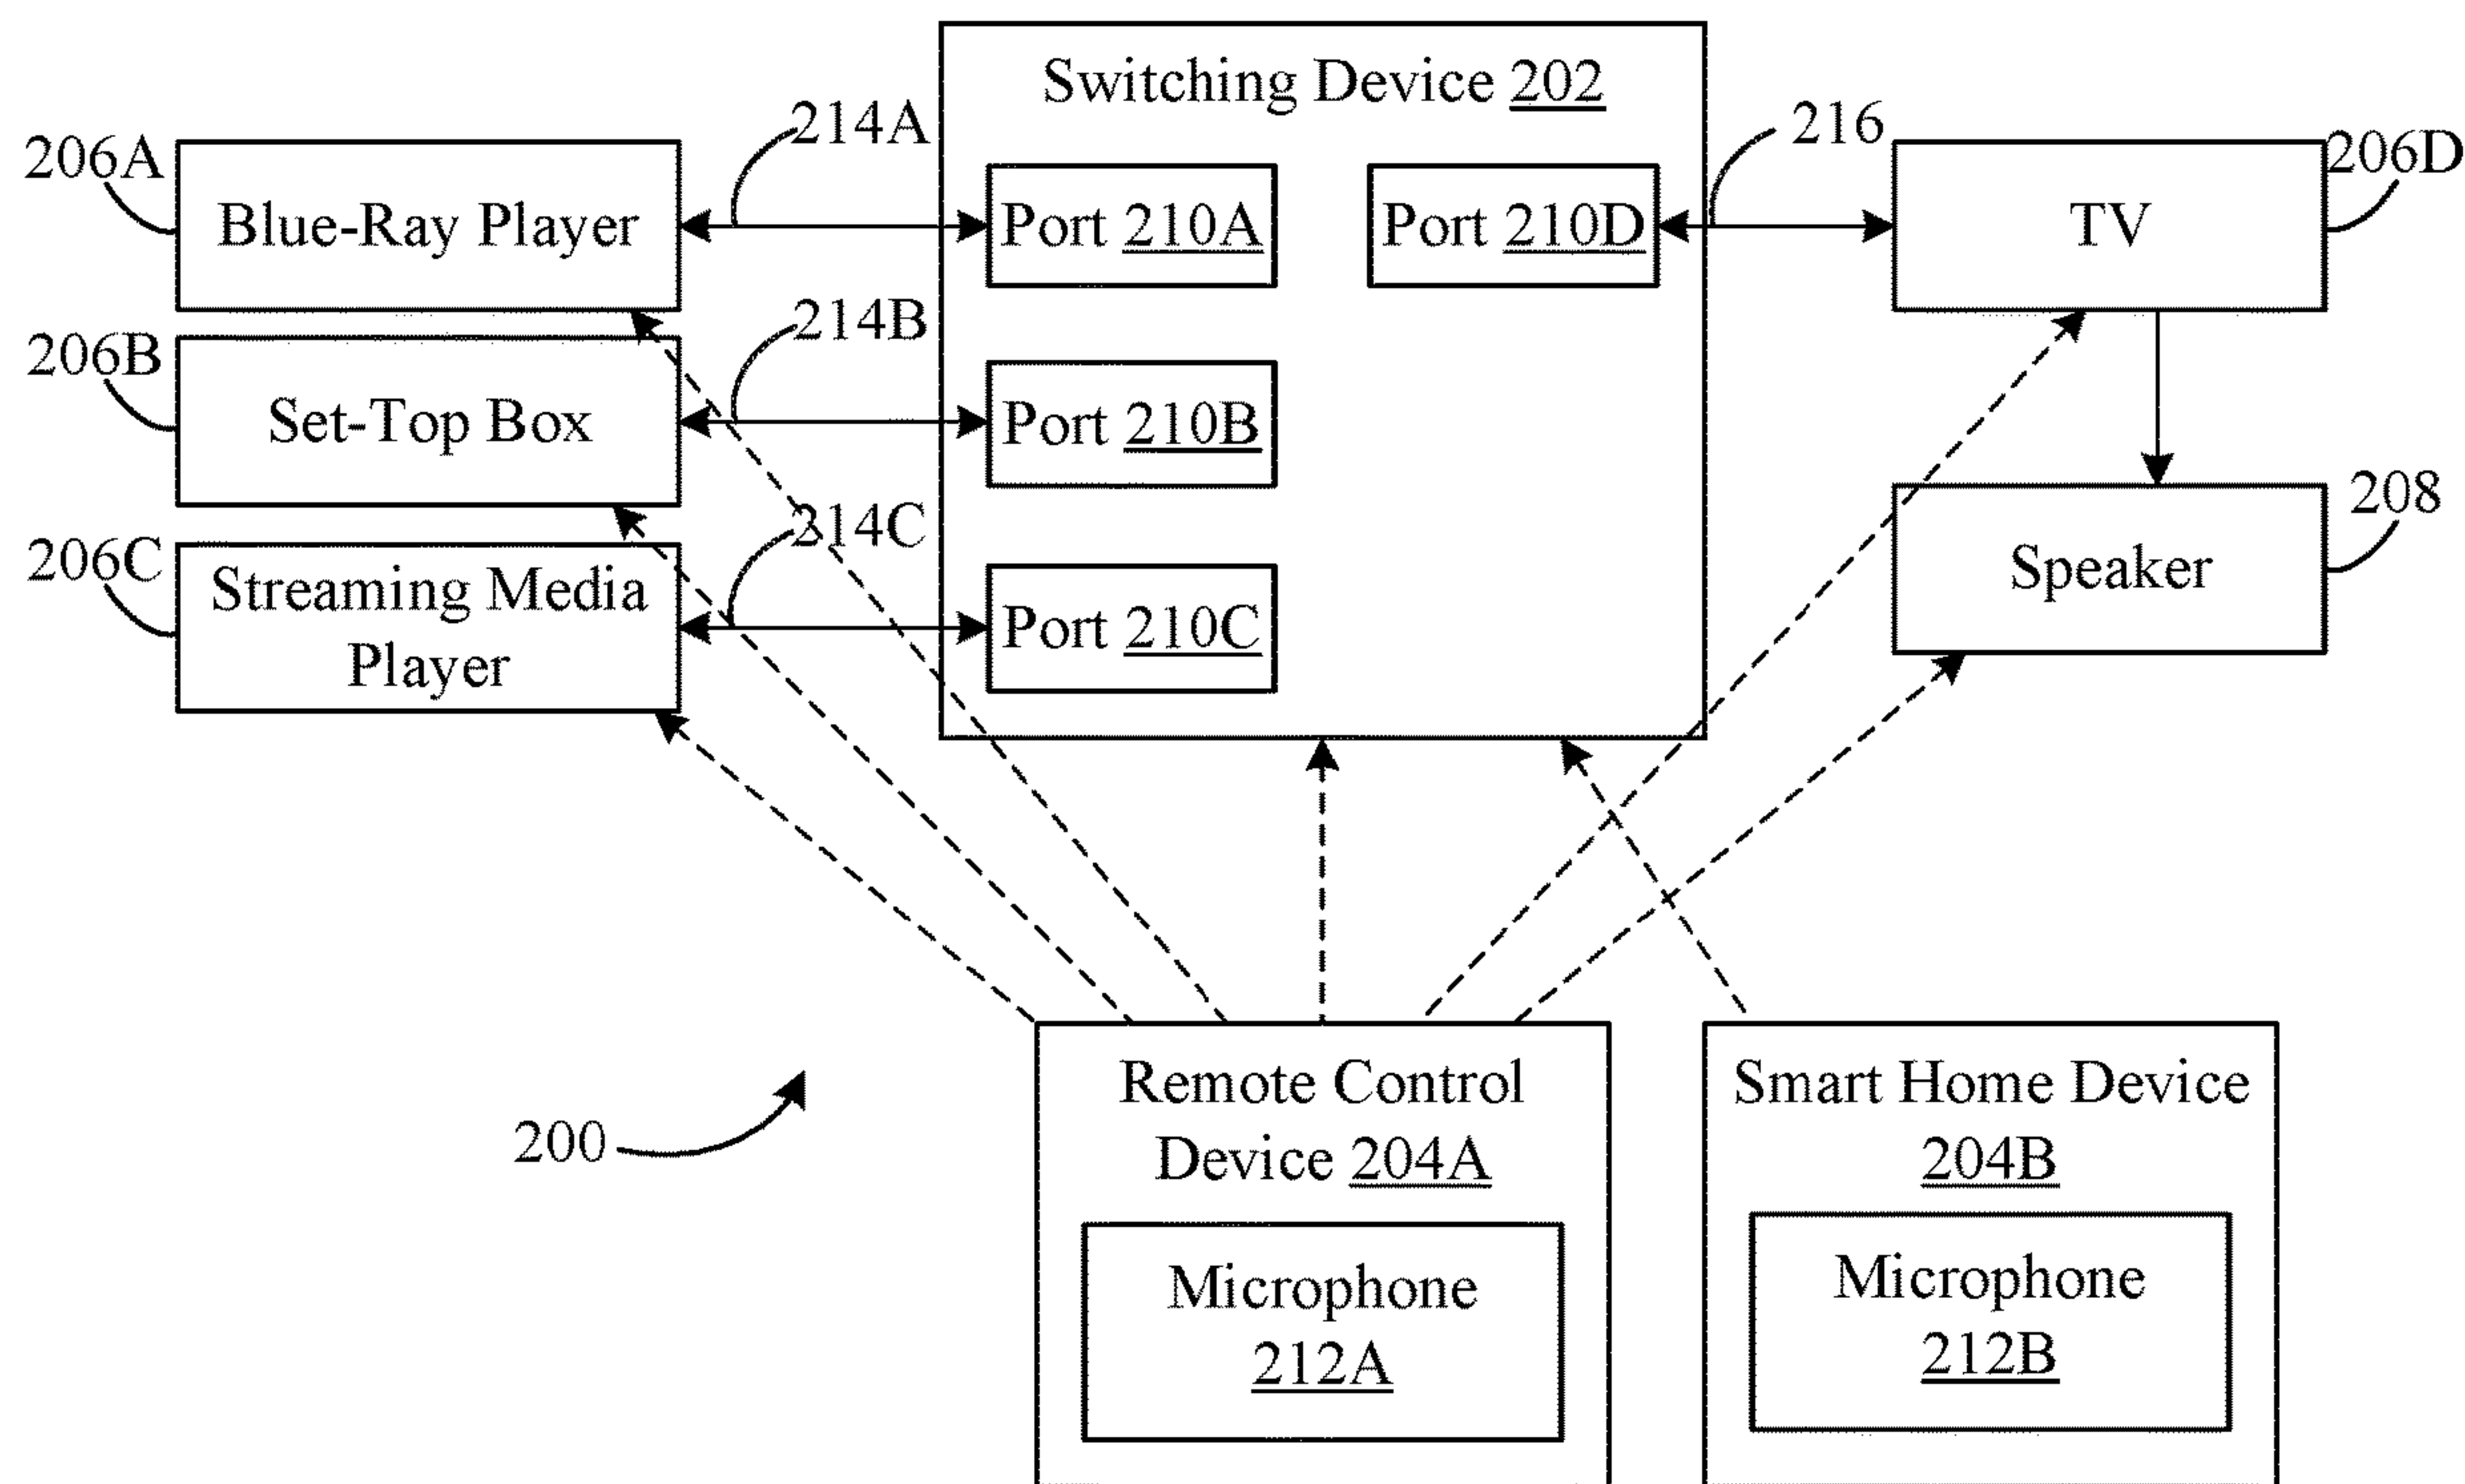 Switching Device 202
214A
216
206A
206D
Blue-Ray Player
Port 210A
Port 210D
TV
214B
206B
Set-Top Box
Port 210B
208
214C
206C
Streaming Media
Player
Port 210C
Speaker
Remote Control
Device 204A
Smart Home Device
204B
200
Microphone
212A
Microphone
212B